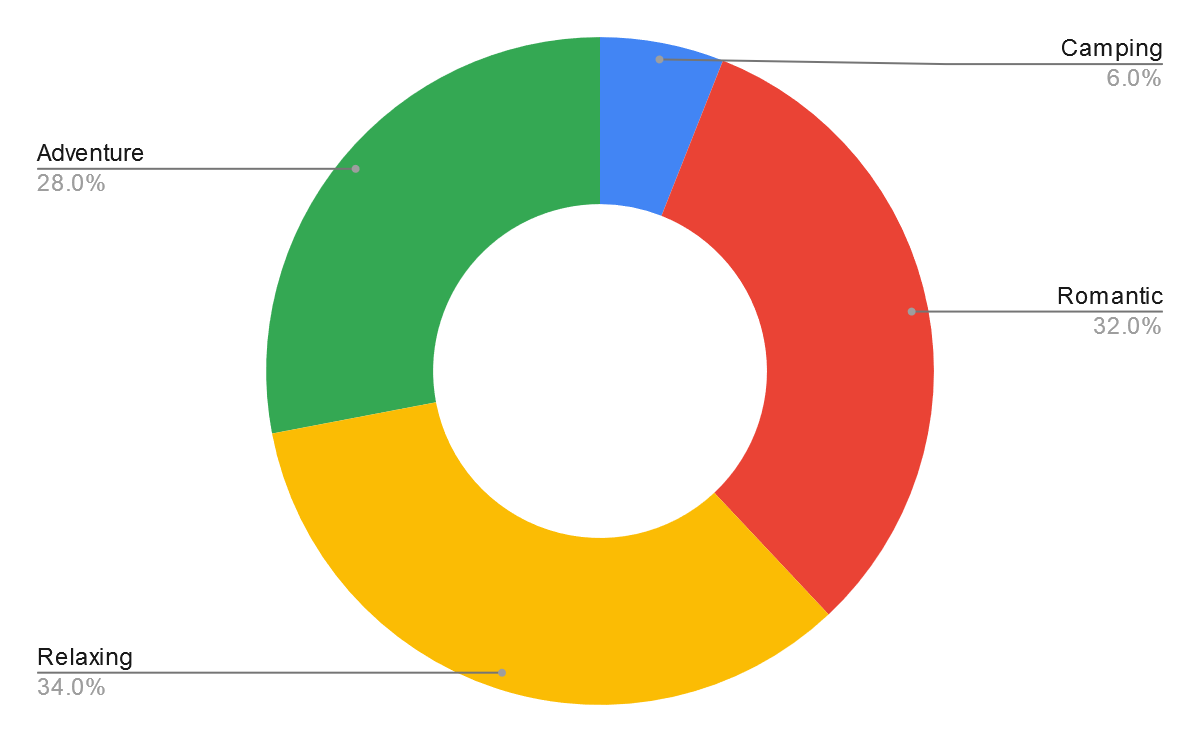 Camping
6.0%
Adventure
28.0%
Romantic
32.0%
Relaxing
34.0%